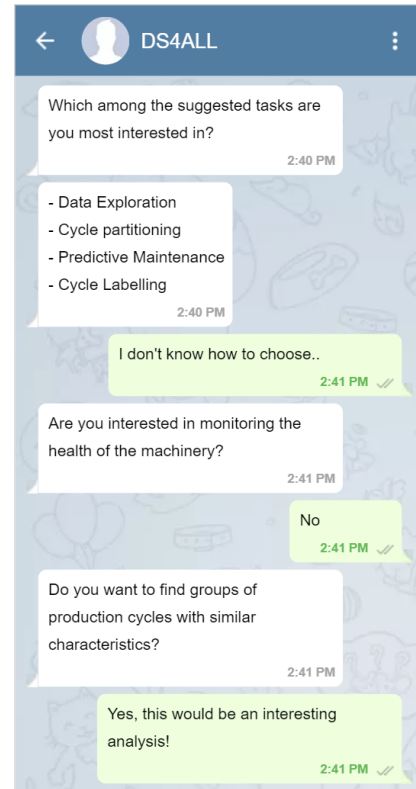 DS4ALL
Which among the suggested tasks are
you most interested in?
2:40 PM
- Data Exploration
- Cycle partitioning
- Predictive Maintenance
- Cycle Labelling
2:40 PM
I don't know how to choose..
2:41 PM
Are you interested in monitoring the
health of the machinery?
2:41 PM
No
2:41 PM
Do you want to find groups of
production cycles with similar
characteristics?
2:41 PM
Yes, this would be an interesting
analysis!
2:41 PM